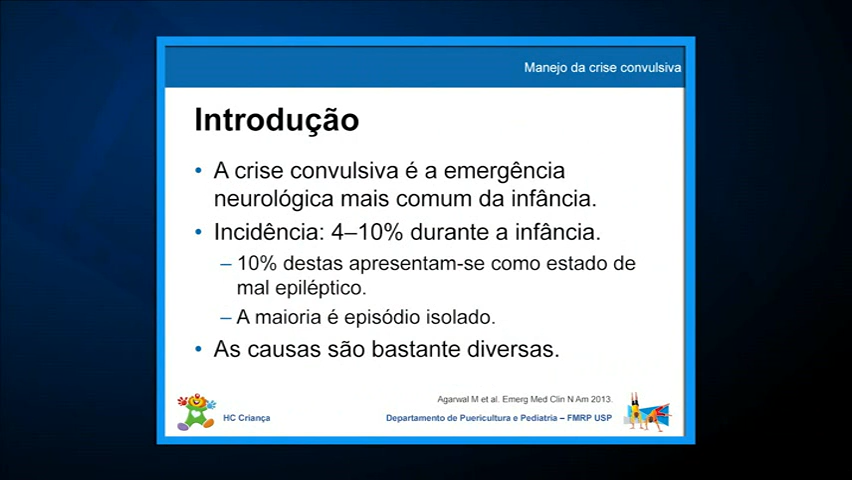 Manejo da crise convulsiva
Introdução
• A crise convulsiva é a emergência
neurológica mais comum da infância.
• Incidência: 4–10% durante a infância.
– 10% destas apresentam-se como estado de
mal epiléptico.
– A maioria é episódio isolado.
• As causas são bastante diversas.
Agarwal M et al. Emerg Med Clin N Am 2013.
HC Criança
Departamento de Puericultura e Pediatria – FMRP USP